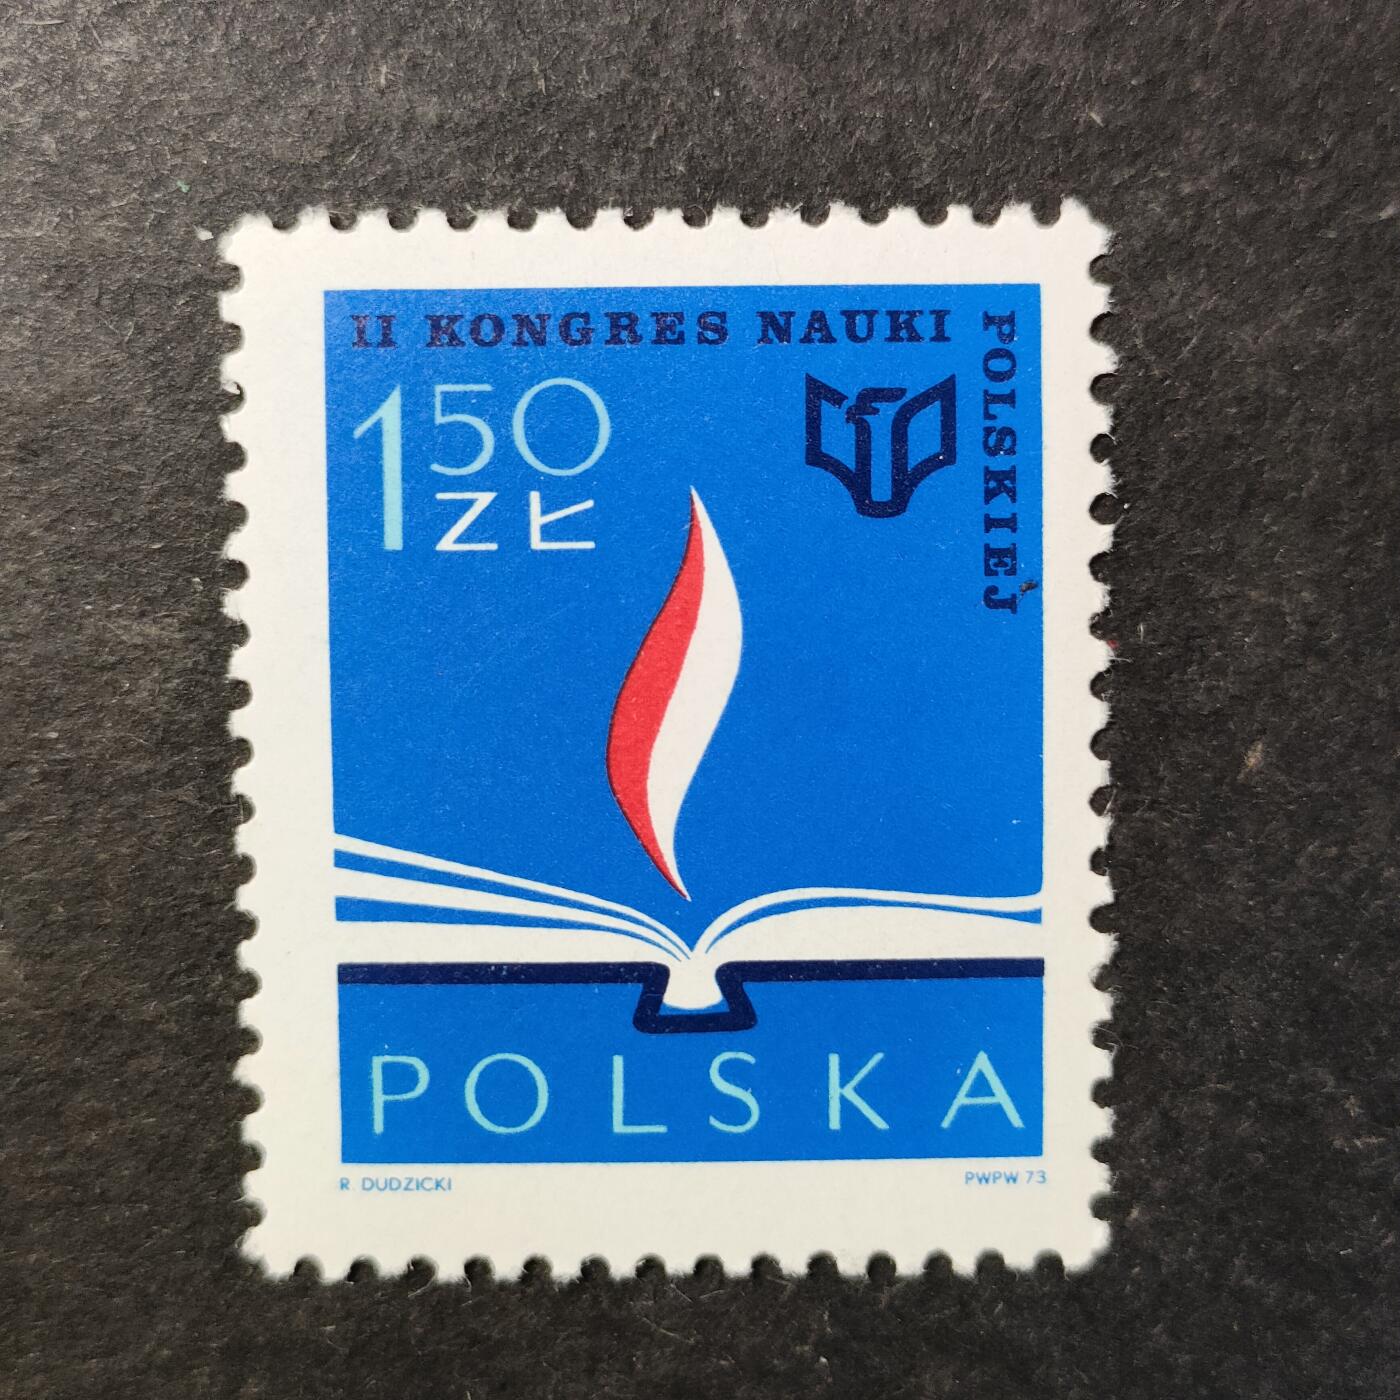 II KONGRES NAUKI
POLSKIEJ
1 50
ZŁ
POLSKA
R. DUDZICKI
PWPW 73